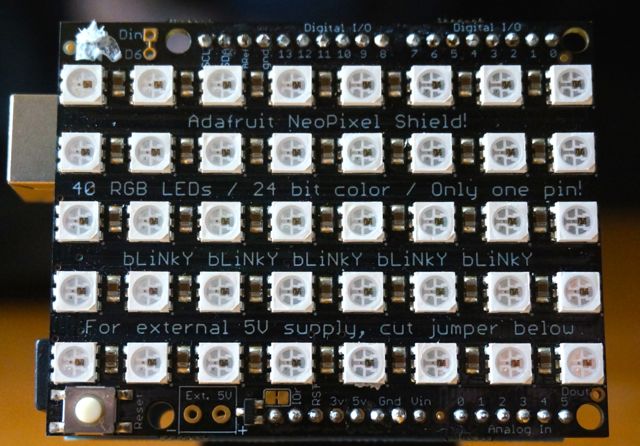 Din
Digital I/O Digital I/O
D6
SCL SDA Aref gnd 13 12 11 10 9 8 7 6 5 4 3 2 1 0
Adafruit NeoPixel Shield!
40 RGB LEDs / 24 bit color / Only one pin!
bLiNkY bLiNkY bLiNkY bLiNkY bLiNkY bLiNkY
For external 5V supply, cut jumper below
Reset
Ext. 5V
- +
IOr RST 3v 5v Gnd Vin 0 1 2 3 4 5
Dout
Analog In